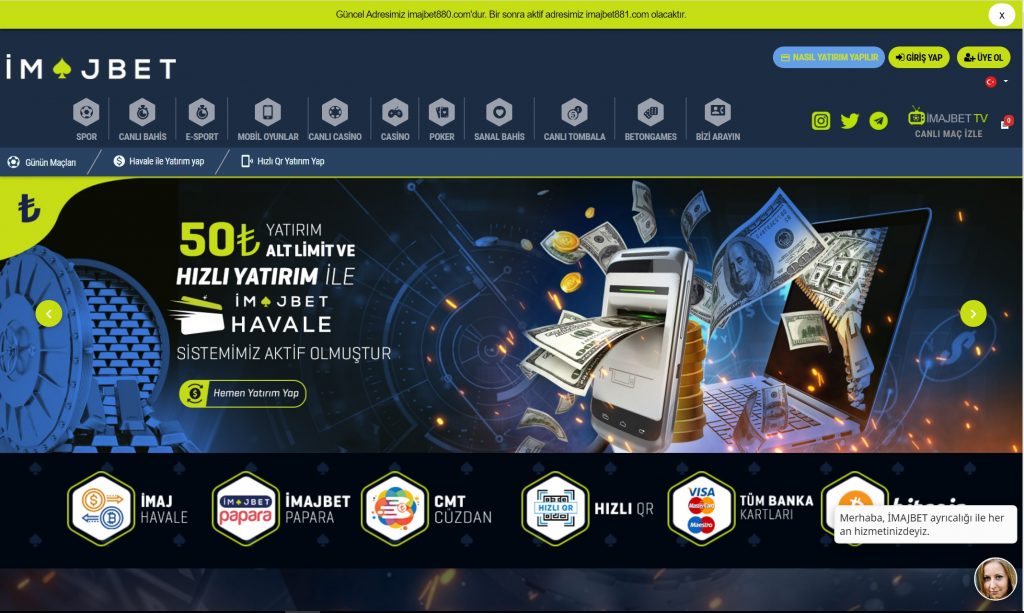 Güncel Adresimiz imajbet880.com'dur. Bir sonra aktif adresimiz imajbet881.com olacaktır.
X
İMAJBET
NASIL YATIRIM YAPILIR
GİRİŞ YAP
ÜYE OL
SPOR
CANLI BAHİS
E-SPORT
MOBİL OYUNLAR
CANLI CASINO
CASİNO
POKER
SANAL BAHİS
CANLI TOMBALA
BETONGAMES
BİZİ ARAYIN
İMAJBET TV
CANLI MAÇ İZLE
0
Günün Maçları
Havale ile Yatırım yap
Hızlı Qr Yatırım Yap
₺
50₺ YATIRIM
ALT LİMİT VE
HIZLI YATIRIM İLE
İMAJBET
HAVALE
SİSTEMİMİZ AKTİF OLMUŞTUR
Hemen Yatırım Yap
İMAJ
HAVALE
İMAJBET
papara
İMAJBET
PAPARA
CMT
CÜZDAN
HIZLI QR
HIZLI QR
VISA
MasterCard
Maestro
TÜM BANKA
KARTLARI
Merhaba, İMAJBET ayrıcalığı ile her
an hizmetinizdeyiz.